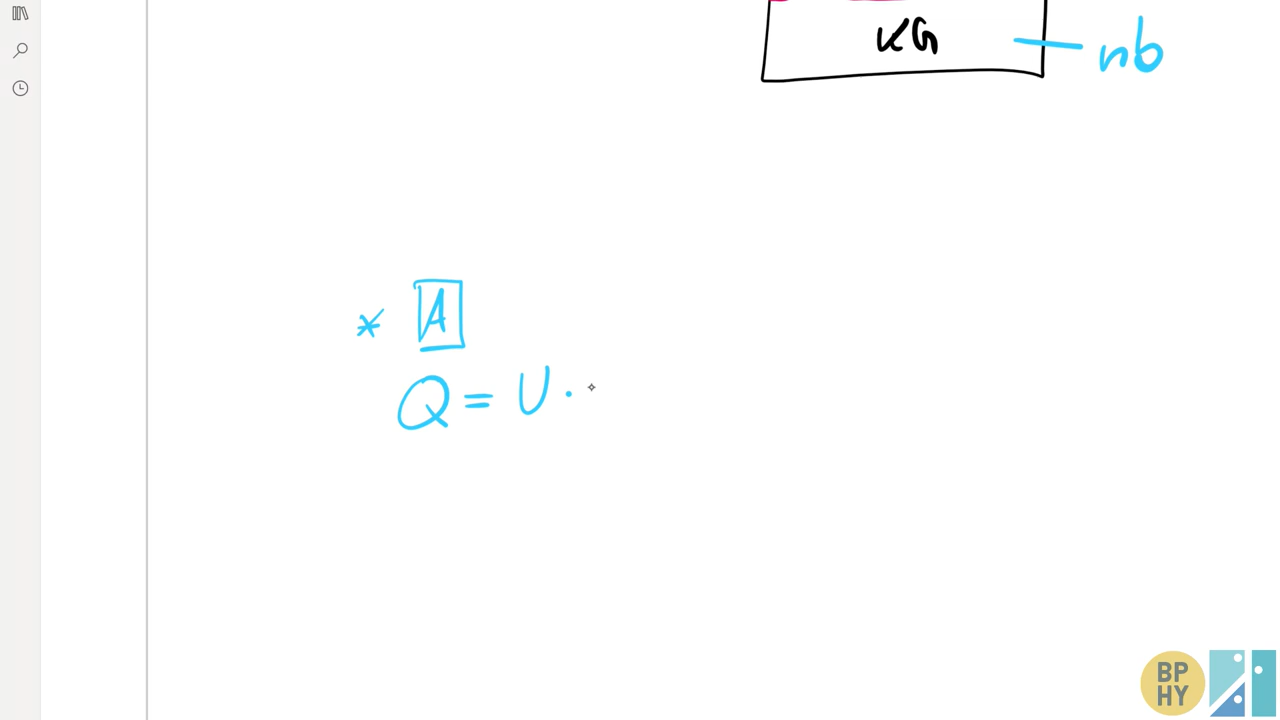 KG
nb
* A
Q = U ·
BP
HY